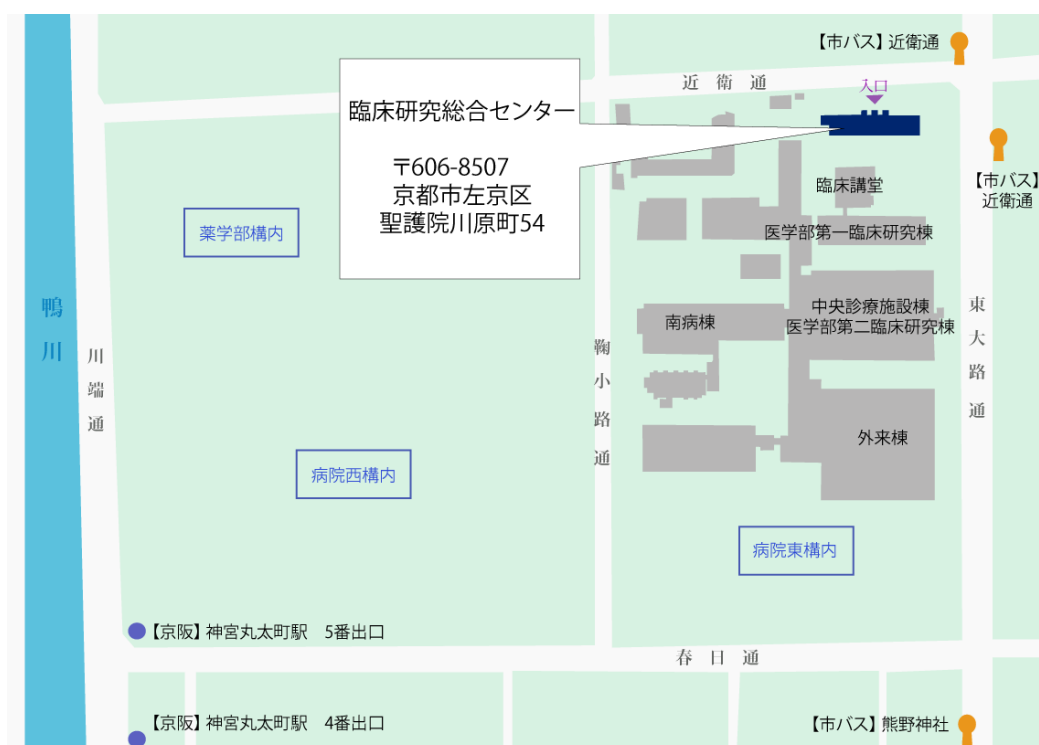 【市バス】近衛通
近衛通
入口
臨床研究総合センター
〒606-8507
京都市左京区
聖護院川原町54
【市バス】
近衛通
臨床講堂
薬学部構内
医学部第一臨床研究棟
鴨川
中央診療施設棟
医学部第二臨床研究棟
南病棟
東大路通
川端通
鞠小路通
外来棟
病院西構内
病院東構内
【京阪】神宮丸太町駅 5番出口
春日通
【京阪】神宮丸太町駅 4番出口
【市バス】熊野神社